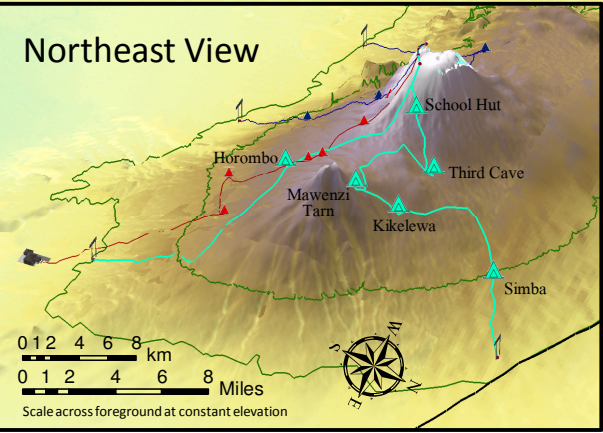 Northeast View
School Hut
Horombo
Third Cave
Mawenzi
Tarn
Kikelewa
Simba
0 1 2 4 6 8
km
0 1 2 4 6 8
Miles
Scale across foreground at constant elevation
W
S
N
E